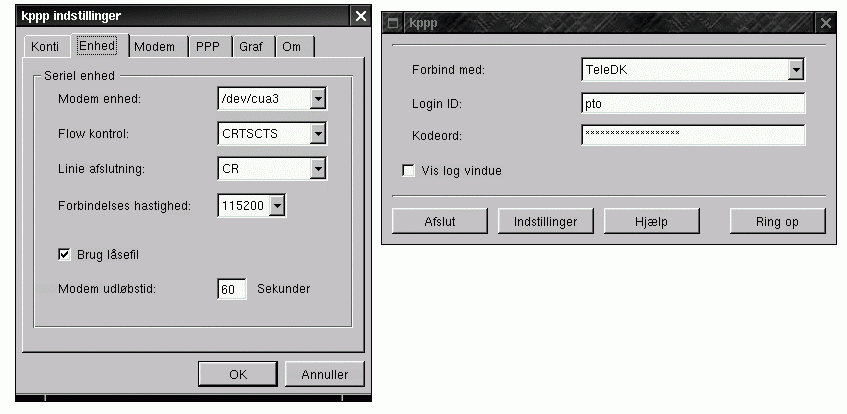 kppp indstillinger
Konti Enhed Modem PPP Graf Om
Seriel enhed
Modem enhed: /dev/cua3
Flow kontrol: CRTSCTS
Linie afslutning: CR
Forbindelses hastighed: 115200
Brug låsefil
Modem udløbstid: 60 Sekunder
OK Annuller
kppp
Forbind med: TeleDK
Login ID: pto
Kodeord: *******************
Vis log vindue
Afslut Indstillinger Hjælp Ring op